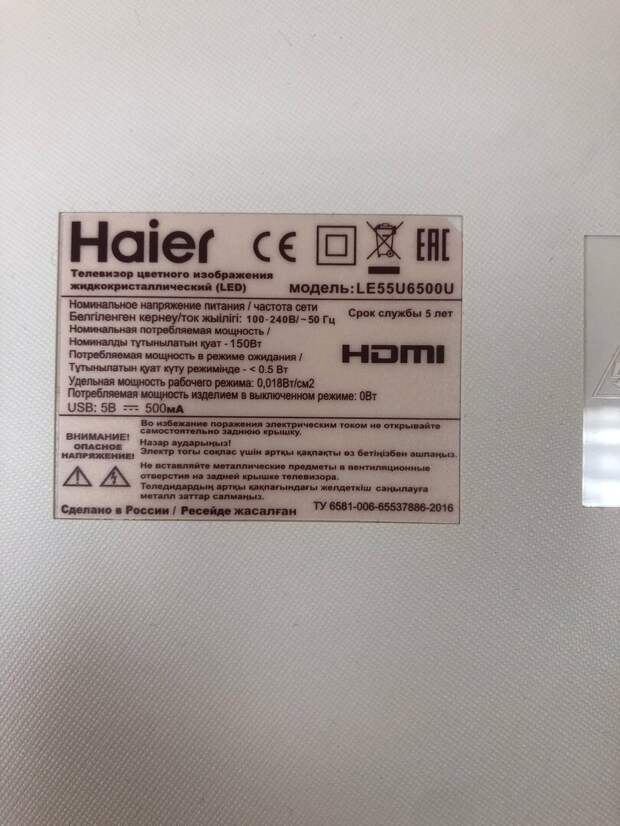 Haier CE EAC
Телевизор цветного изображения
жидкокристаллический (LED)
модель: LE55U6500U
Номинальное напряжение питания / частота сети
Белгіленген кернеу/ток жыілігі: 100-240В/~50 Гц
Срок службы 5 лет
Номинальная потребляемая мощность /
Номиналды тұтынылатын қуат - 150Вт
Потребляемая мощность в режиме ожидания /
Тұтынылатын қуат күту режимінде - < 0.5 Вт
HDMI
Удельная мощность рабочего режима: 0,018Вт/см2
Потребляемая мощность изделием в выключенном режиме: 0Вт
USB: 5В ⎓ 500мА
ВНИМАНИЕ!
ОПАСНОЕ
НАПРЯЖЕНИЕ!
Во избежание поражения электрическим током не открывайте
самостоятельно заднюю крышку.
Назар аударыңыз!
Электр тогы соқпас үшін артқы қақпақты өз бетіңізбен ашпаңыз.
Не вставляйте металлические предметы в вентиляционные
отверстия на задней крышке телевизора.
Теледидардың артқы қақпағындағы желдеткіш саңылауға
металл заттар салмаңыз.
Сделано в России / Ресейде жасалған
ТУ 6581-006-65537886-2016